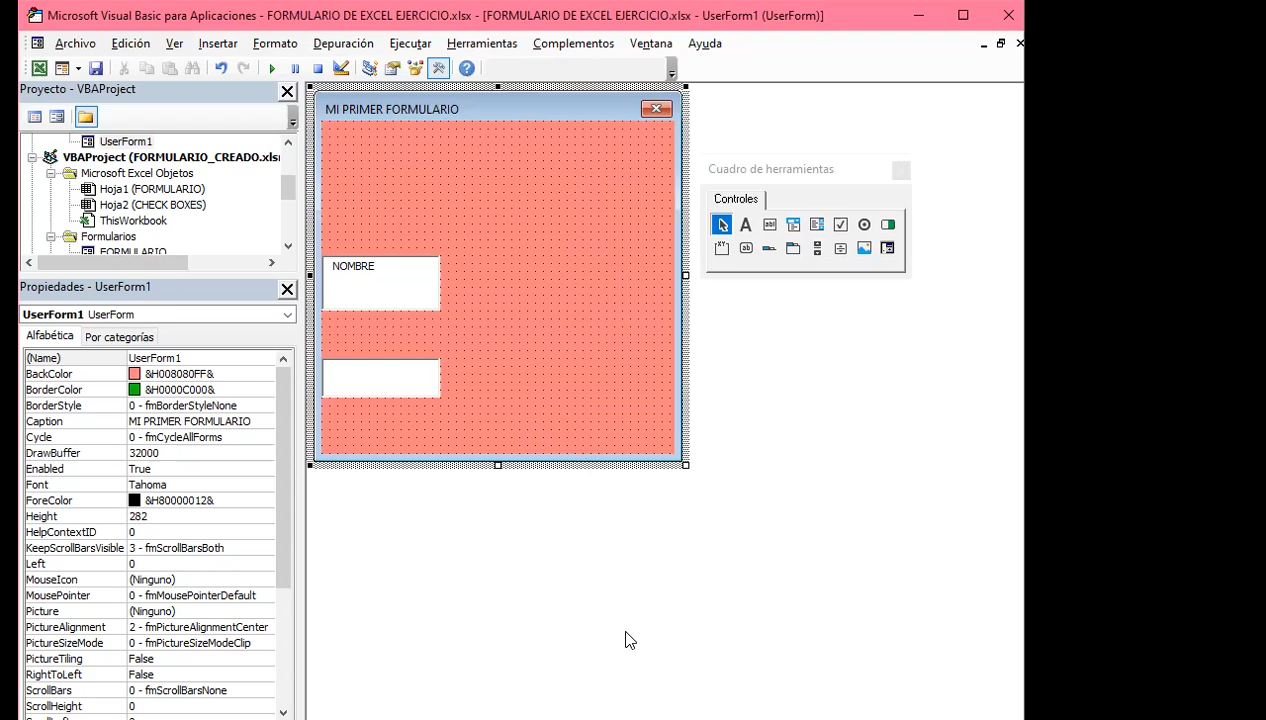 Microsoft Visual Basic para Aplicaciones - FORMULARIO DE EXCEL EJERCICIO.xlsx - [FORMULARIO DE EXCEL EJERCICIO.xlsx - UserForm1 (UserForm)]
Archivo Edición Ver Insertar Formato Depuración Ejecutar Herramientas Complementos Ventana Ayuda
Proyecto - VBAProject
UserForm1
VBAProject (FORMULARIO_CREADO.xlsm
Microsoft Excel Objetos
Hoja1 (FORMULARIO)
Hoja2 (CHECK BOXES)
ThisWorkbook
Formularios
FORMULARIO
Propiedades - UserForm1
UserForm1 UserForm
Alfabética Por categorías
(Name) UserForm1
BackColor &H008080FF&
BorderColor &H0000C000&
BorderStyle 0 - fmBorderStyleNone
Caption MI PRIMER FORMULARIO
Cycle 0 - fmCycleAllForms
DrawBuffer 32000
Enabled True
Font Tahoma
ForeColor &H80000012&
Height 282
HelpContextID 0
KeepScrollBarsVisible 3 - fmScrollBarsBoth
Left 0
MouseIcon (Ninguno)
MousePointer 0 - fmMousePointerDefault
Picture (Ninguno)
PictureAlignment 2 - fmPictureAlignmentCenter
PictureSizeMode 0 - fmPictureSizeModeClip
PictureTiling False
RightToLeft False
ScrollBars 0 - fmScrollBarsNone
ScrollHeight 0
MI PRIMER FORMULARIO
NOMBRE
Cuadro de herramientas
Controles